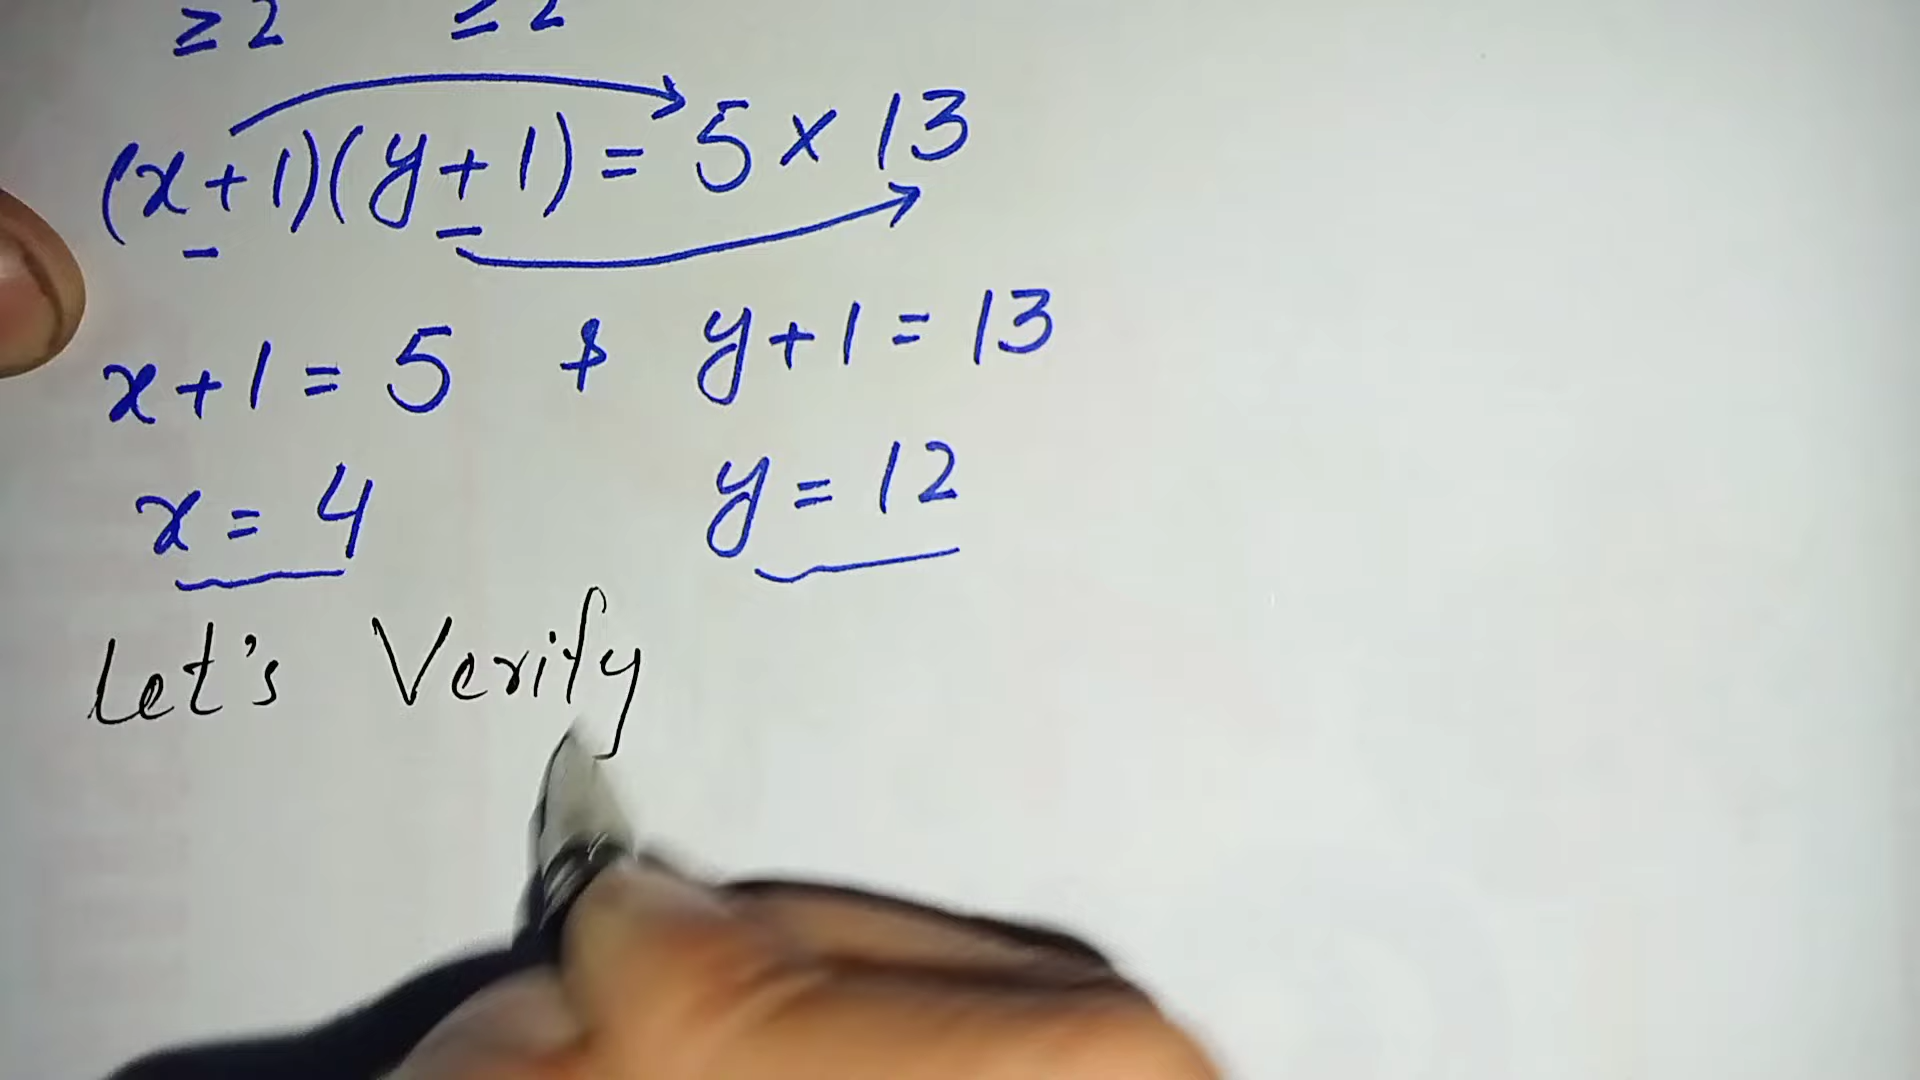 ≥ 2 ≥ 2
(x+1)(y+1) = 5 × 13
x+1 = 5 & y+1 = 13
x = 4 y = 12
Let's Verify